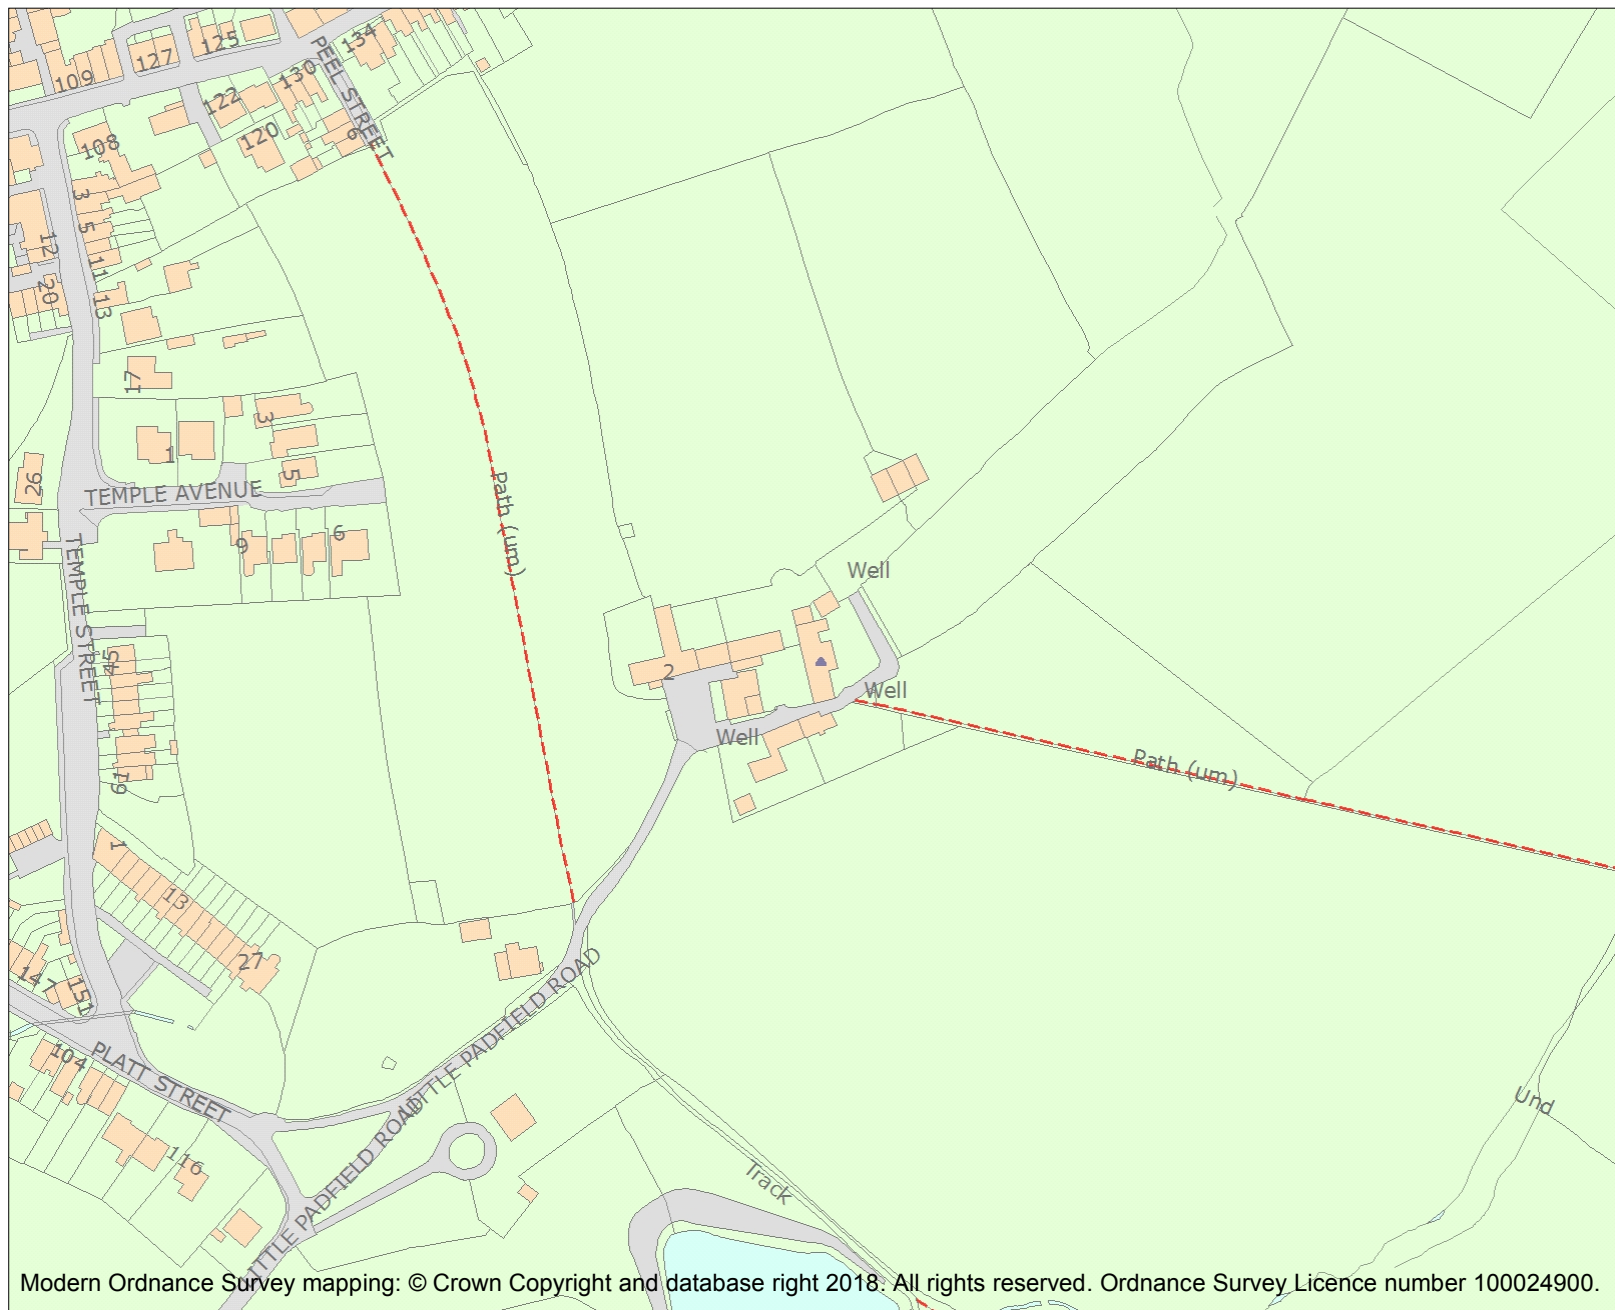 134
125
127
PEEL STREET
130
109
122
120
6
108
3
5
12
11
20
13
17
3
1
5
26
TEMPLE AVENUE
Path (um)
9
6
TEMPLE STREET
Well
45
2
Well
Well
19
Path (um)
1
13
27
147
151
LITTLE PADFIELD ROAD
104
PLATT STREET
Und
116
LITTLE PADFIELD ROAD
Track
Modern Ordnance Survey mapping: © Crown Copyright and database right 2018. All rights reserved. Ordnance Survey Licence number 100024900.